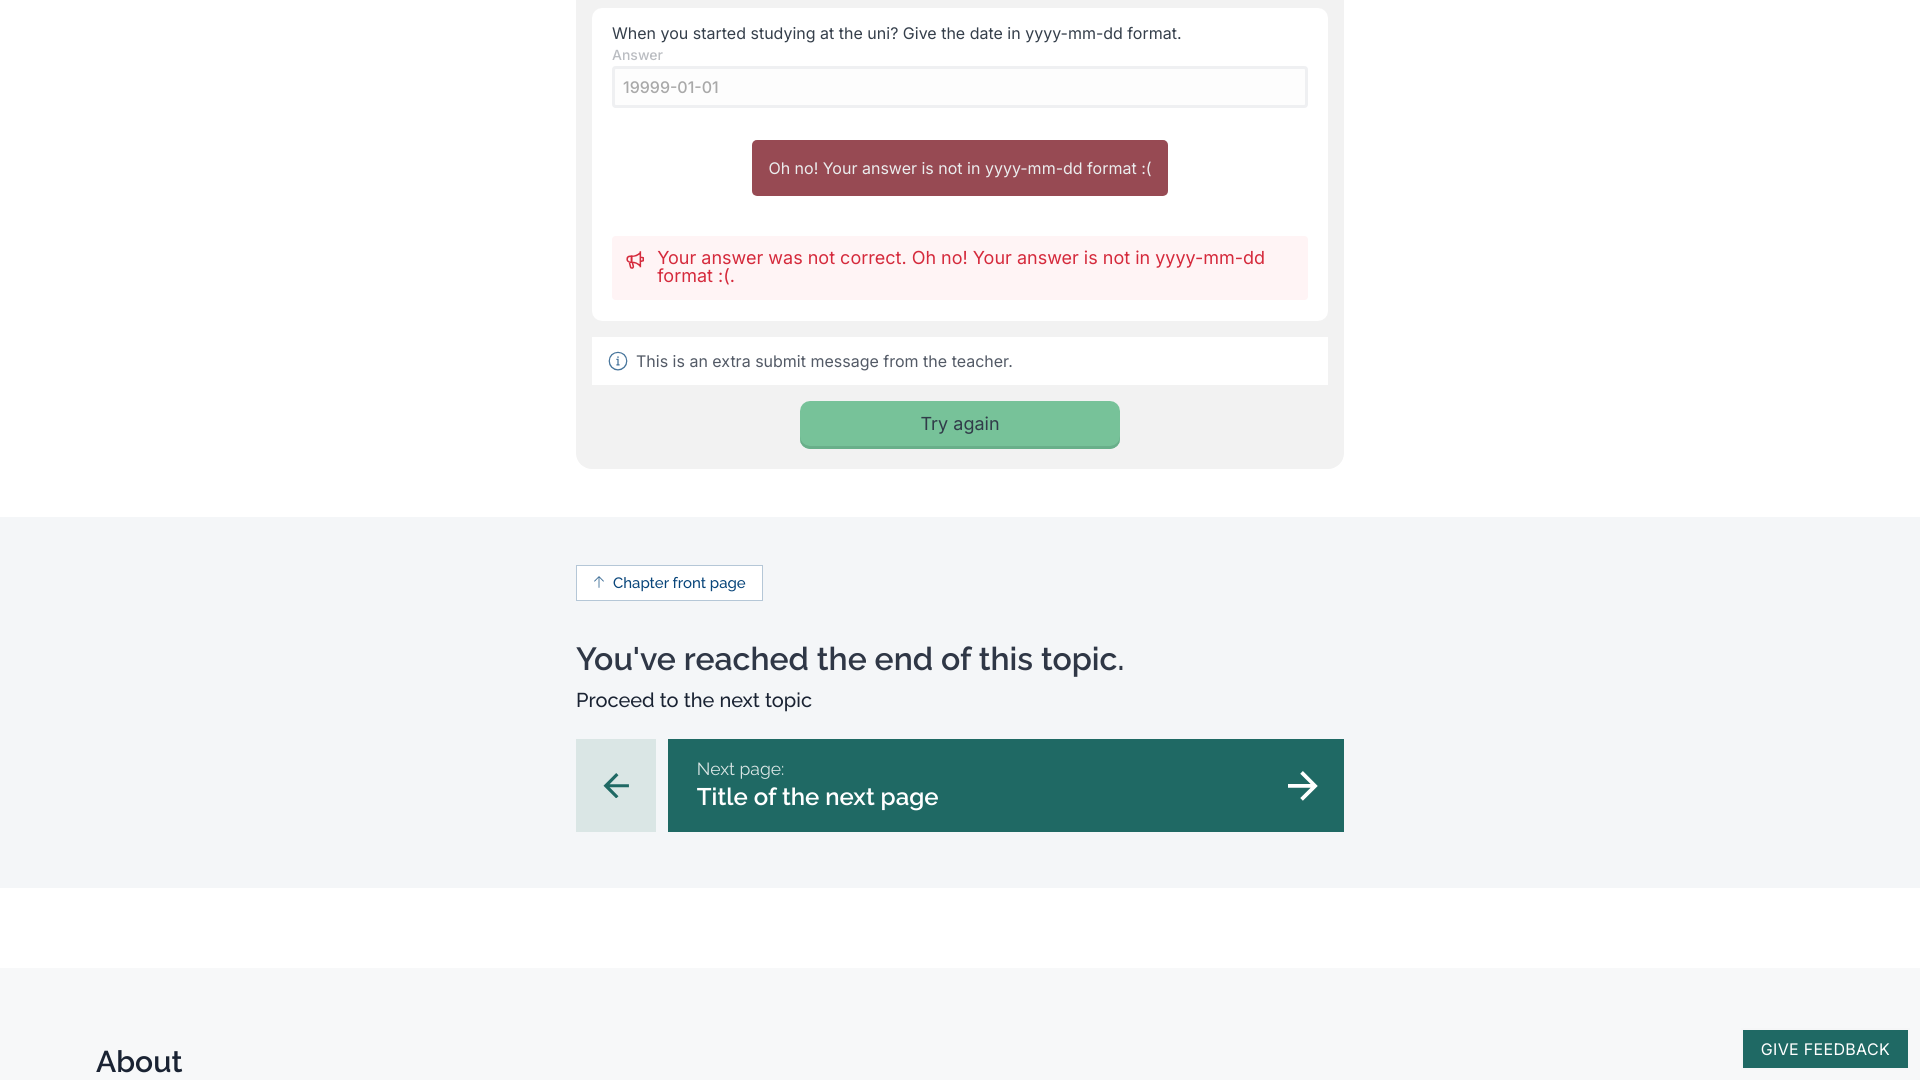 When you started studying at the uni? Give the date in yyyy-mm-dd format.
Answer
19999-01-01
Oh no! Your answer is not in yyyy-mm-dd format :(
Your answer was not correct. Oh no! Your answer is not in yyyy-mm-dd
format :(.
This is an extra submit message from the teacher.
Try again
Chapter front page
You've reached the end of this topic.
Proceed to the next topic
Next page:
Title of the next page
About
GIVE FEEDBACK